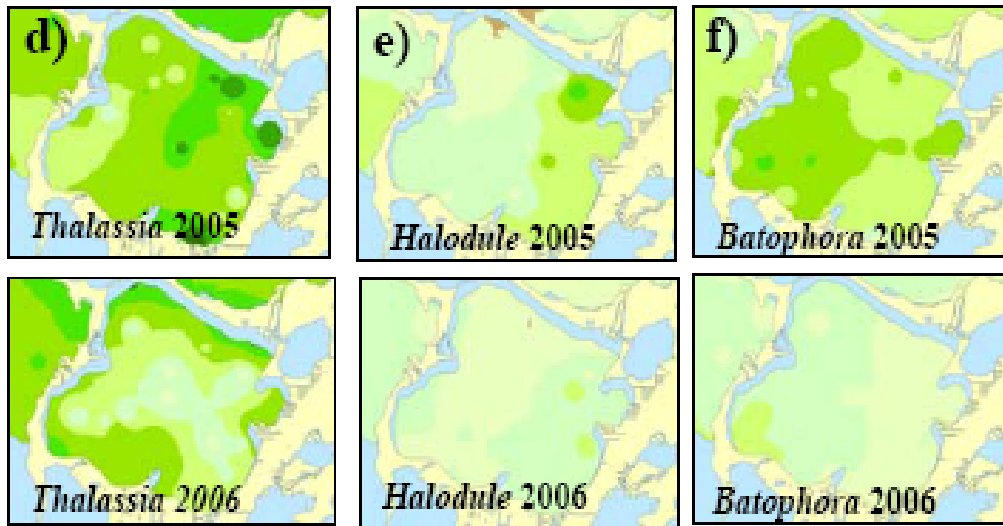 d)
e)
f)
Thalassia 2005
Halodule 2005
Batophora 2005
Thalassia 2006
Halodule 2006
Batophora 2006